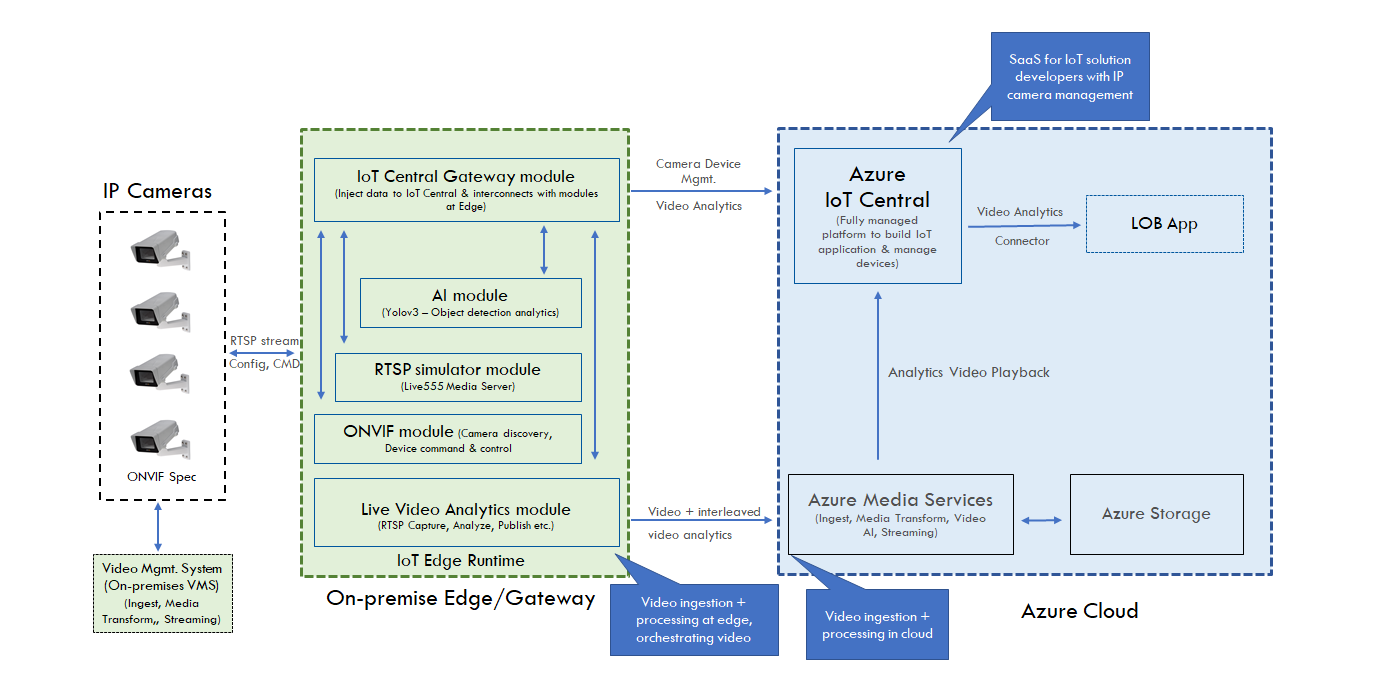 SaaS for IoT solution
developers with IP
camera management
IP Cameras
ONVIF Spec
Video Mgmt. System
(On-premises VMS)
(Ingest, Media
Transform,, Streaming)
RTSP stream
Config, CMD
IoT Central Gateway module
(Inject data to IoT Central & interconnects with modules
at Edge)
AI module
(Yolov3 – Object detection analytics)
RTSP simulator module
(Live555 Media Server)
ONVIF module (Camera discovery,
Device command & control
Live Video Analytics module
(RTSP Capture, Analyze, Publish etc.)
IoT Edge Runtime
On-premise Edge/Gateway
Camera Device
Mgmt.
Video Analytics
Video + interleaved
video analytics
Video ingestion +
processing at edge,
orchestrating video
Azure
IoT Central
(Fully managed
platform to build IoT
application & manage
devices)
Video Analytics
Connector
LOB App
Analytics Video Playback
Azure Media Services
(Ingest, Media Transform, Video
AI, Streaming)
Azure Storage
Video ingestion +
processing in cloud
Azure Cloud